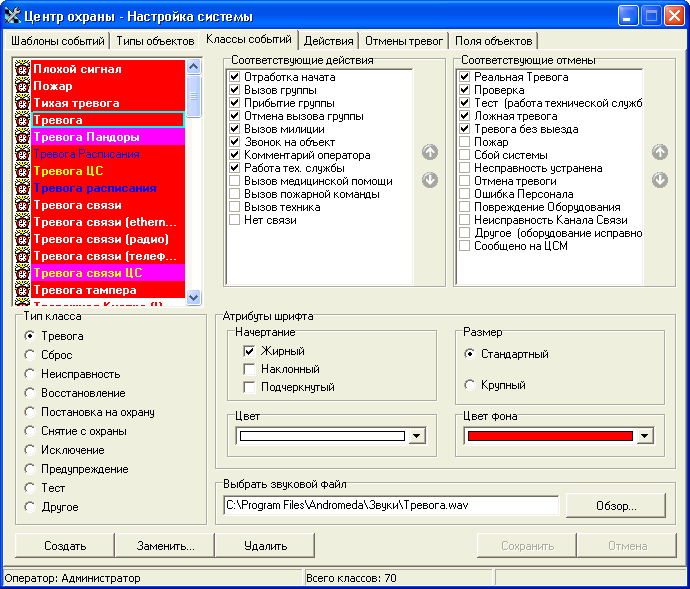 Центр охраны - Настройка системы
Шаблоны событий
Типы объектов
Классы событий
Действия
Отмены тревог
Поля объектов
Плохой сигнал
Пожар
Тихая тревога
Тревога
Тревога Пандоры
Тревога Расписания
Тревога ЦС
Тревога расписания
Тревога связи
Тревога связи (ethern...
Тревога связи (радио)
Тревога связи (телеф...
Тревога связи ЦС
Тревога тампера
Соответствующие действия
Отработка начата
Вызов группы
Прибытие группы
Отмена вызова группы
Вызов милиции
Звонок на объект
Комментарий оператора
Работа тех. службы
Вызов медицинской помощи
Вызов пожарной команды
Вызов техника
Нет связи
Соответствующие отмены
Реальная Тревога
Проверка
Тест (работа технической служб
Ложная тревога
Тревога без выезда
Пожар
Сбой системы
Неисправность устранена
Отмена тревоги
Ошибка Персонала
Повреждение Оборудования
Неисправность Канала Связи
Другое (оборудование исправно
Сообщено на ЦСМ
Тип класса
Тревога
Сброс
Неисправность
Восстановление
Постановка на охрану
Снятие с охраны
Исключение
Предупреждение
Тест
Другое
Атрибуты шрифта
Начертание
Жирный
Наклонный
Подчеркнутый
Размер
Стандартный
Крупный
Цвет
Цвет фона
Выбрать звуковой файл
C:\Program Files\Andromeda\Звуки\Тревога.wav
Обзор...
Создать
Заменить...
Удалить
Сохранить
Отмена
Оператор: Администратор
Всего классов: 70